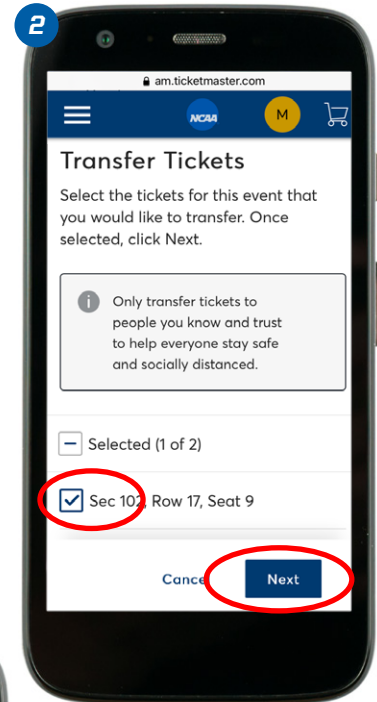 2
am.ticketmaster.com
NCAA
M
Transfer Tickets
Select the tickets for this event that
you would like to transfer. Once
selected, click Next.
i
Only transfer tickets to
people you know and trust
to help everyone stay safe
and socially distanced.
Selected (1 of 2)
Sec 102, Row 17, Seat 9
Cance
Next